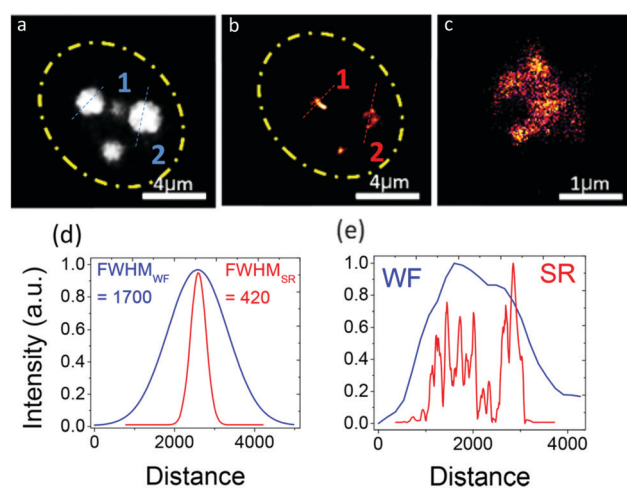 a
1
2
4µm
b
1
2
4µm
c
1µm
(d)
FWHM_WF
= 1700
FWHM_SR
= 420
Intensity (a.u.)
1.0
0.8
0.6
0.4
0.2
0.0
0
2000
4000
Distance
(e)
WF
SR
1.0
0.8
0.6
0.4
0.2
0.0
0
2000
4000
Distance